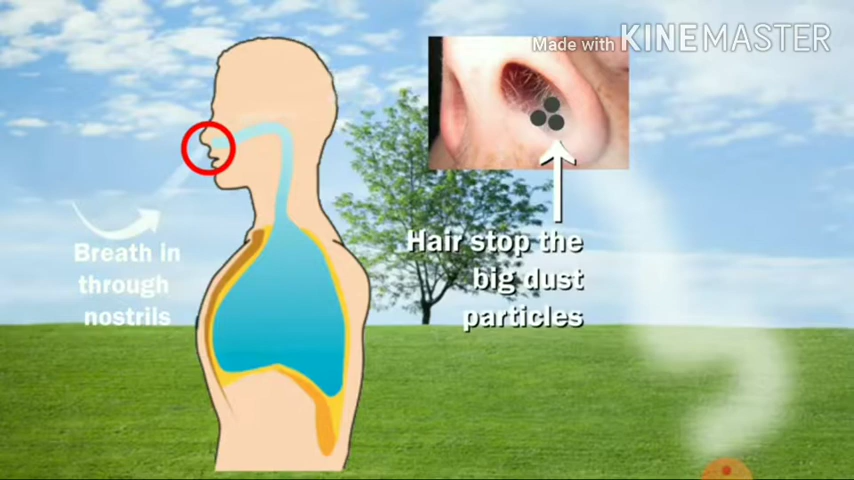 Made with KINEMASTER
Breath in
through
nostrils
Hair stop the
big dust
particles